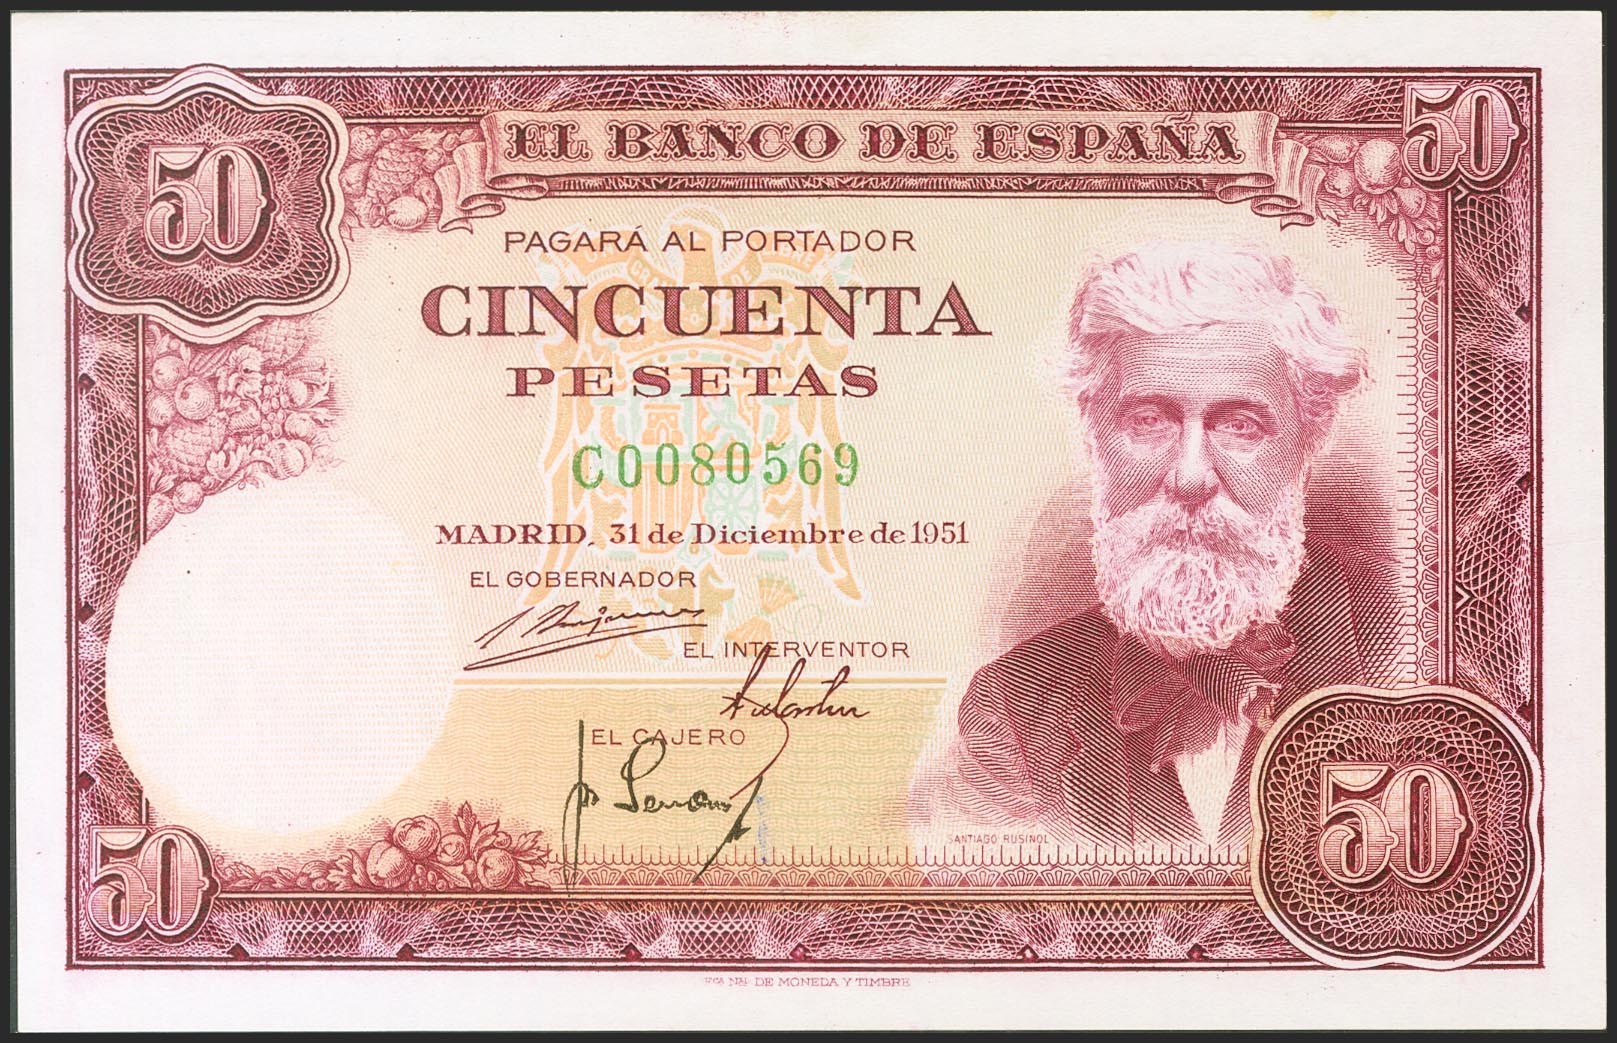 50
50
EL BANCO DE ESPAÑA
PAGARÁ AL PORTADOR
CINCUENTA
PESETAS
C0080569
MADRID, 31 de Diciembre de 1951
EL GOBERNADOR
EL INTERVENTOR
EL CAJERO
SANTIAGO RUSIÑOL
50
50
Fca. Nal. DE MONEDA Y TIMBRE